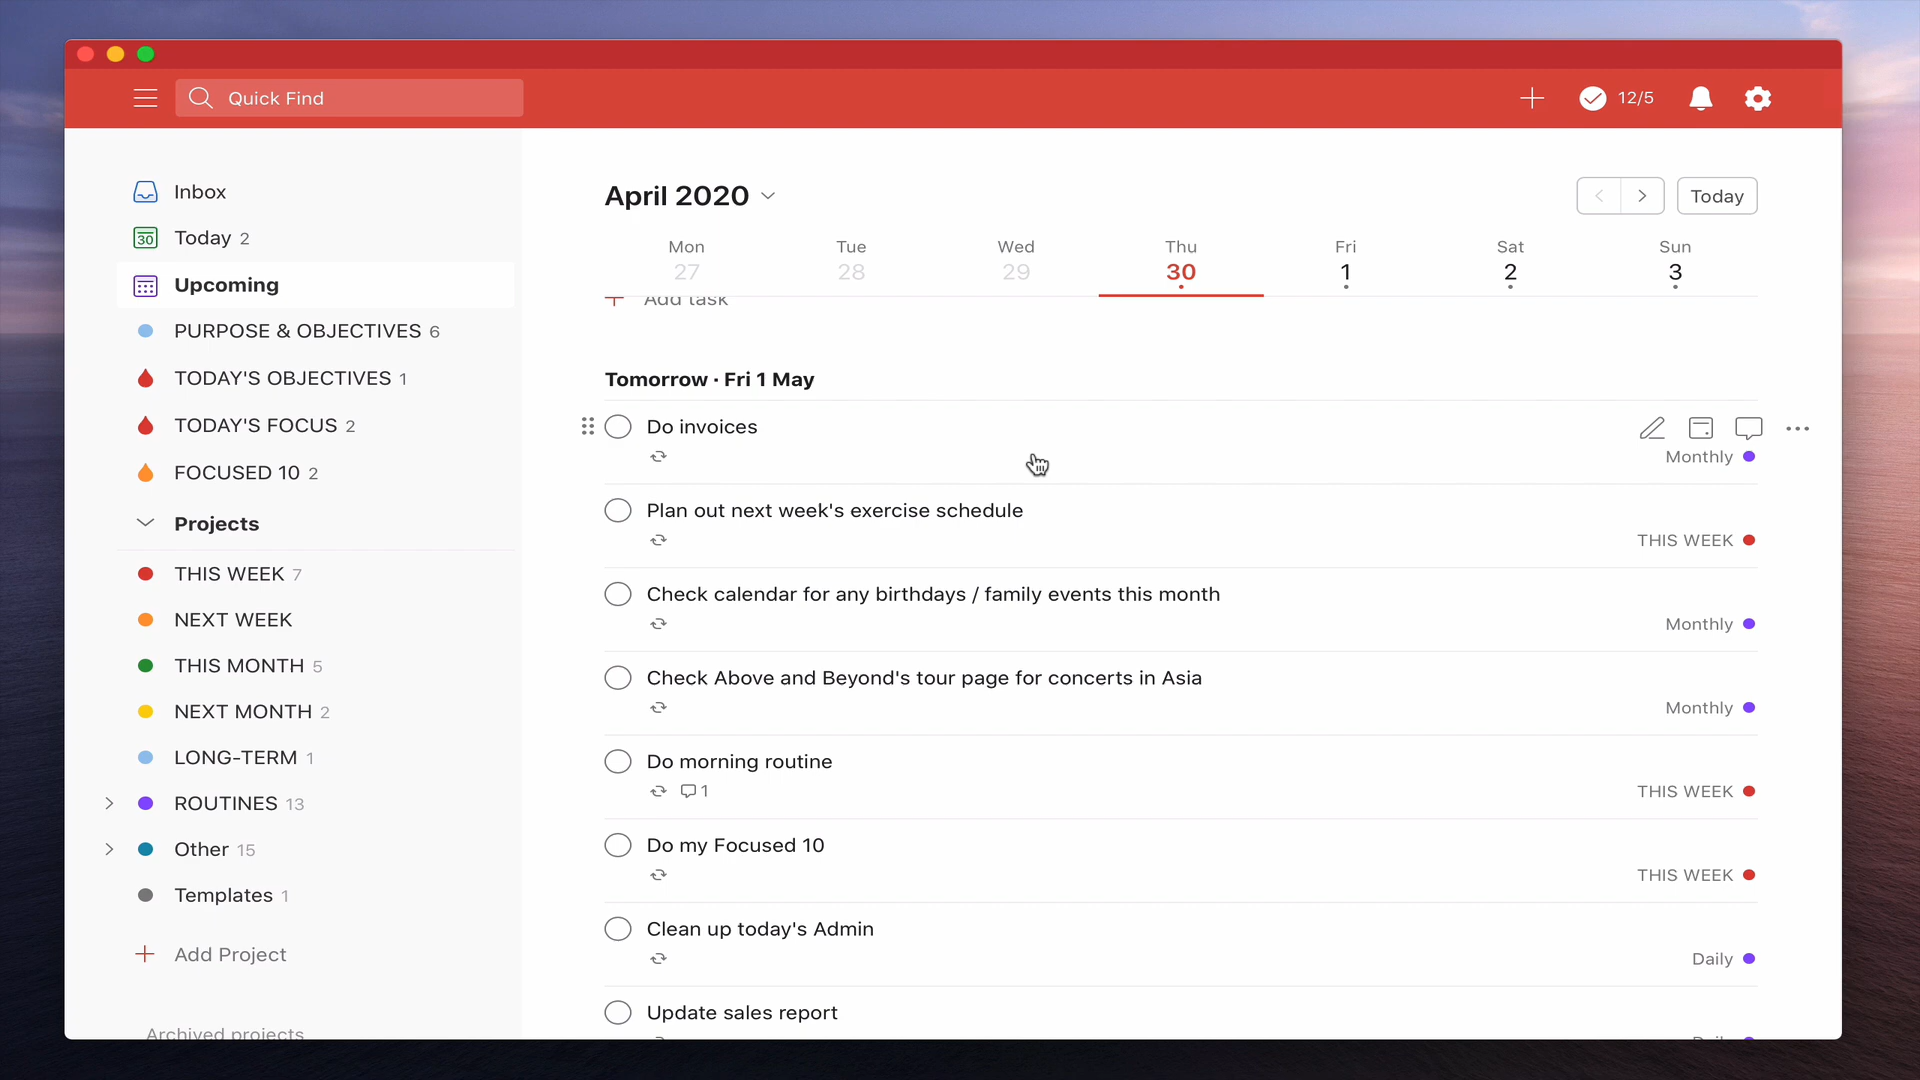 Quick Find
12/5
Inbox
30
Today 2
Upcoming
PURPOSE & OBJECTIVES 6
TODAY'S OBJECTIVES 1
TODAY'S FOCUS 2
FOCUSED 10 2
Projects
THIS WEEK 7
NEXT WEEK
THIS MONTH 5
NEXT MONTH 2
LONG-TERM 1
ROUTINES 13
Other 15
Templates 1
Add Project
Archived projects
April 2020
Today
Mon Tue Wed Thu Fri Sat Sun
27 28 29 30 1 2 3
Add task
Tomorrow · Fri 1 May
Do invoices
Monthly
Plan out next week's exercise schedule
THIS WEEK
Check calendar for any birthdays / family events this month
Monthly
Check Above and Beyond's tour page for concerts in Asia
Monthly
Do morning routine
1
THIS WEEK
Do my Focused 10
THIS WEEK
Clean up today's Admin
Daily
Update sales report
Daily